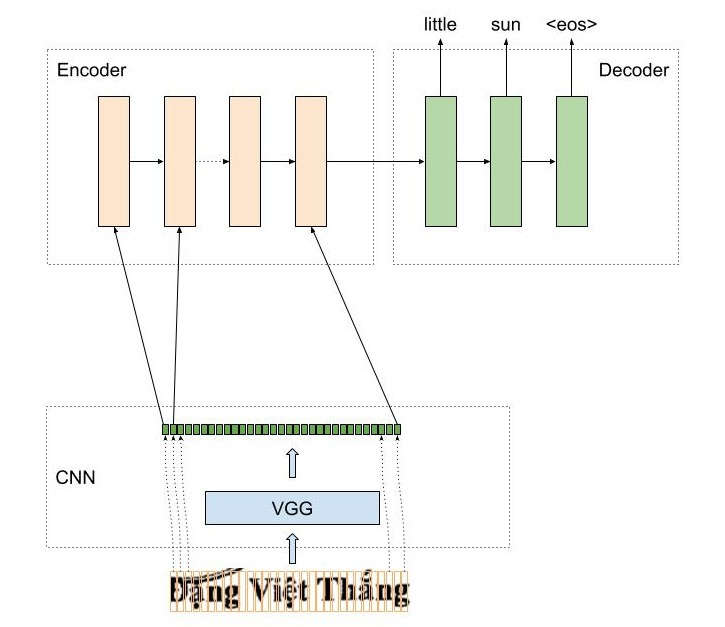 little sun <eos>
Encoder Decoder
CNN
VGG
Đặng Việt Thắng